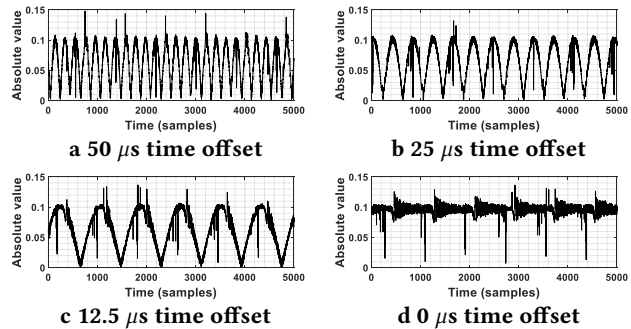 Absolute value
0.15
0.1
0.05
0
0 1000 2000 3000 4000 5000
Time (samples)
a 50 μs time offset
Absolute value
0.15
0.1
0.05
0
0 1000 2000 3000 4000 5000
Time (samples)
b 25 μs time offset
Absolute value
0.15
0.1
0.05
0
0 1000 2000 3000 4000 5000
Time (samples)
c 12.5 μs time offset
Absolute value
0.15
0.1
0.05
0
0 1000 2000 3000 4000 5000
Time (samples)
d 0 μs time offset